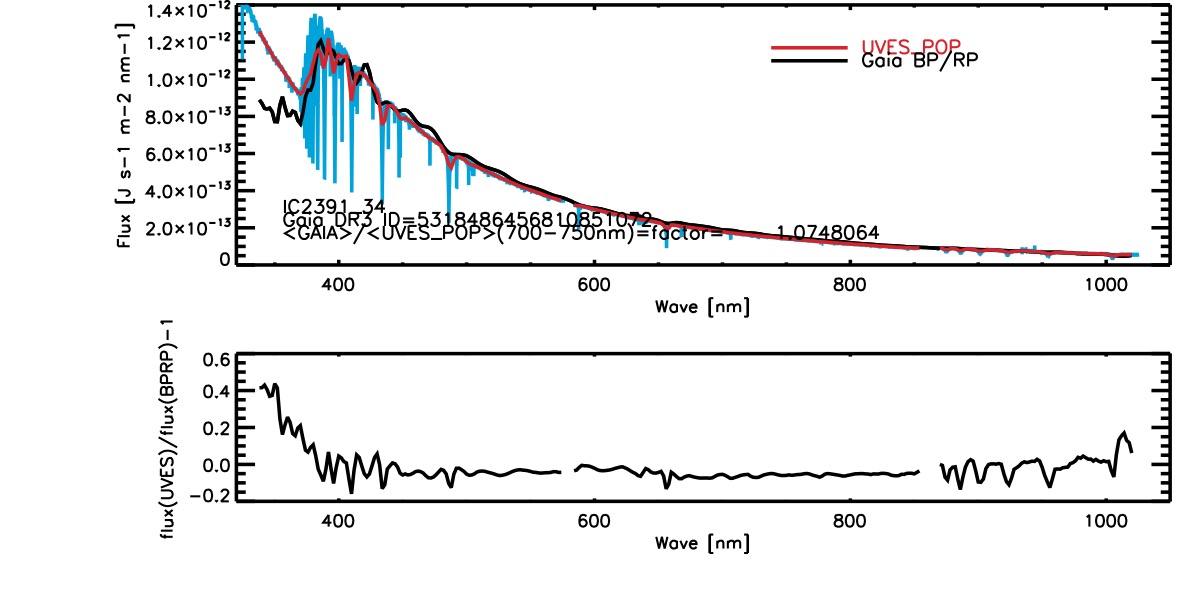 1.4×10⁻¹²
1.2×10⁻¹²
1.0×10⁻¹²
8.0×10⁻¹³
6.0×10⁻¹³
4.0×10⁻¹³
2.0×10⁻¹³
0
Flux [J s−1 m−2 nm−1]
UVES_POP
Gaia BP/RP
IC2391_34
Gaia DR3 ID=5318486456810851072
<GAIA>/<UVES_POP>(700−750nm)=factor= 1.0748064
400 600 800 1000
Wave [nm]
0.6
0.4
0.2
0.0
−0.2
flux(UVES)/flux(BPRP)−1
400 600 800 1000
Wave [nm]